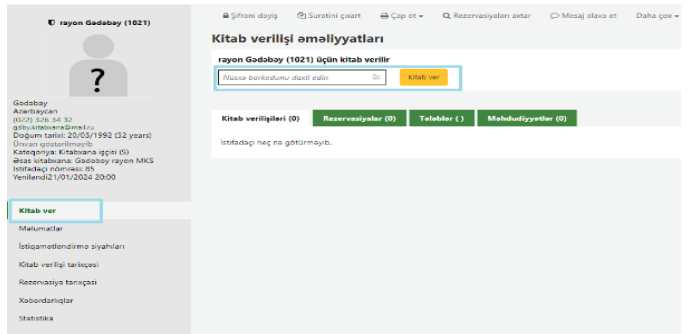 rayon Gədəbəy (1021)
?
Gədəbəy
Azərbaycan
(022) 326 34 32
gdby.kitabxana@mail.ru
Doğum tarixi: 20/03/1992 (32 years)
Ünvan göstərilməyib
Kateqoriya: Kitabxana işçisi (S)
Əsas kitabxana: Gədəbəy rayon MKS
İstifadəçi nömrəsi: 85
Yeniləndi21/01/2024 20:00
Kitab ver
Məlumatlar
İstiqamətləndirmə siyahıları
Kitab verilişi tarixçəsi
Rezervasiya tarixçəsi
Xəbərdarlıqlar
Statistika
Şifrəni dəyiş Surətini çıxart Çap et Rezervasiyaları axtar Mesaj əlavə et Daha çox
Kitab verilişi əməliyyatları
rayon Gədəbəy (1021) üçün kitab verilir
Nüsxə barkodunu daxil edin Kitab ver
Kitab verilişləri (0) Rezervasiyalar (0) Tələblər ( ) Məhdudiyyətlər (0)
İstifadəçi heç nə götürməyib.